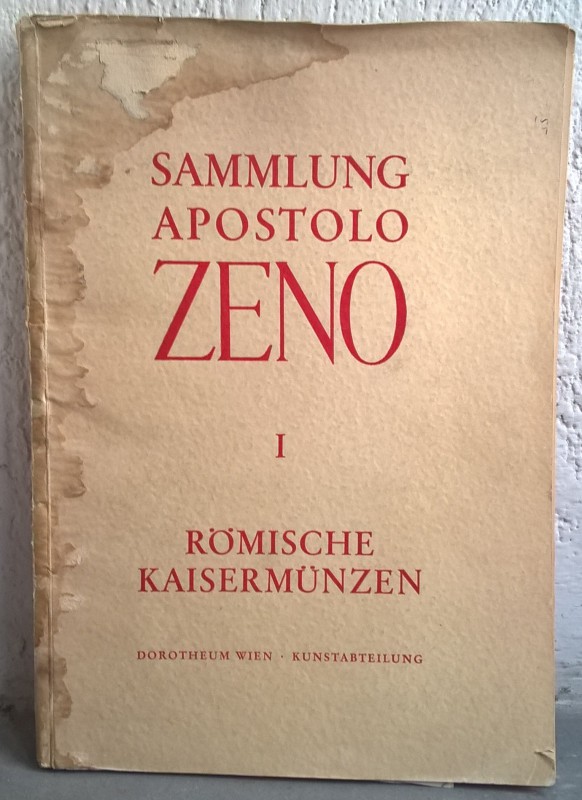 SAMMLUNG
APOSTOLO
ZENO
I
RÖMISCHE
KAISERMÜNZEN
DOROTHEUM WIEN · KUNSTABTEILUNG